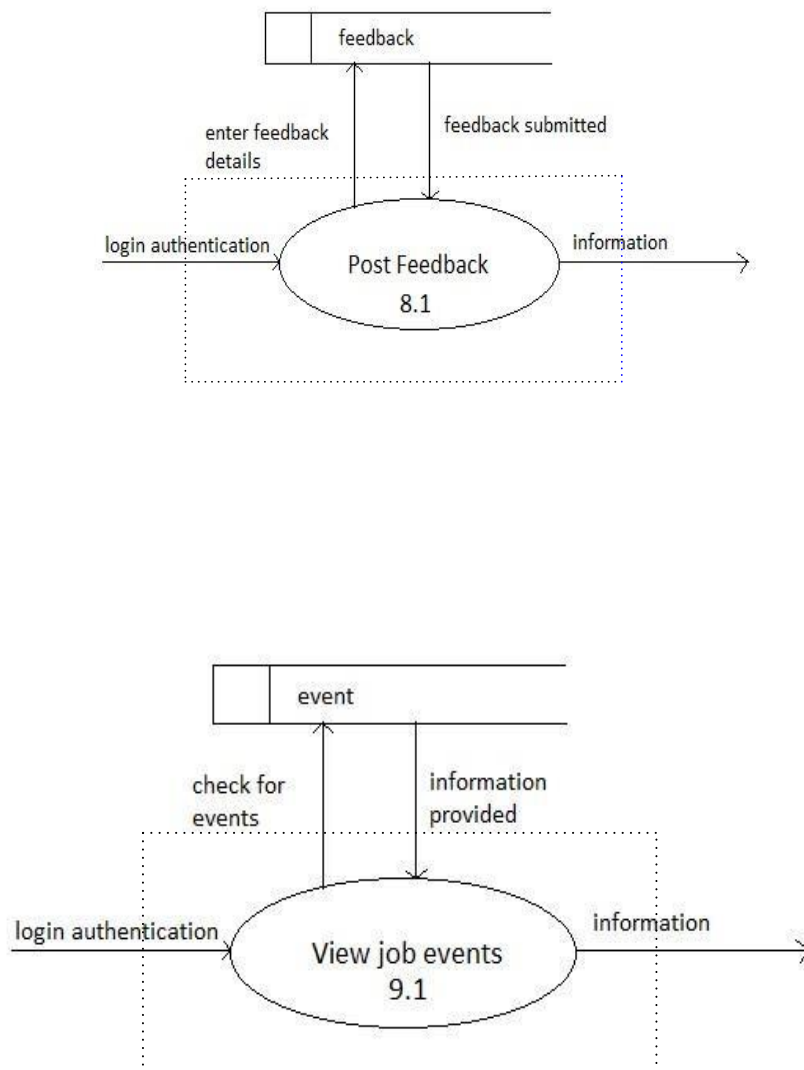 feedback
enter feedback
details
feedback submitted
login authentication
information
Post Feedback
8.1
event
check for
events
information
provided
login authentication
information
View job events
9.1